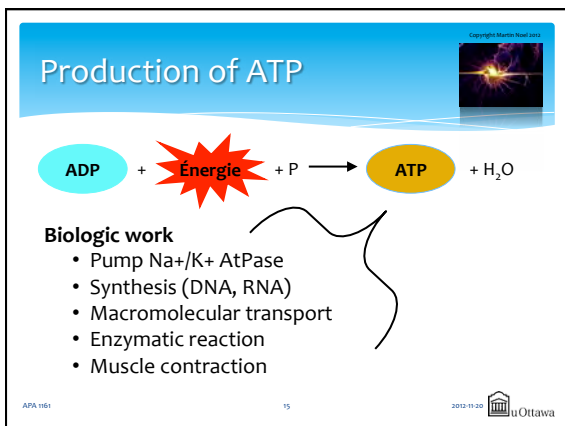 Copyright Martin Noel 2012
Production of ATP
ADP + Énergie + P ATP + H₂O
Biologic work
• Pump Na+/K+ AtPase
• Synthesis (DNA, RNA)
• Macromolecular transport
• Enzymatic reaction
• Muscle contraction
APA 1161 15 2012-11-20 uOttawa